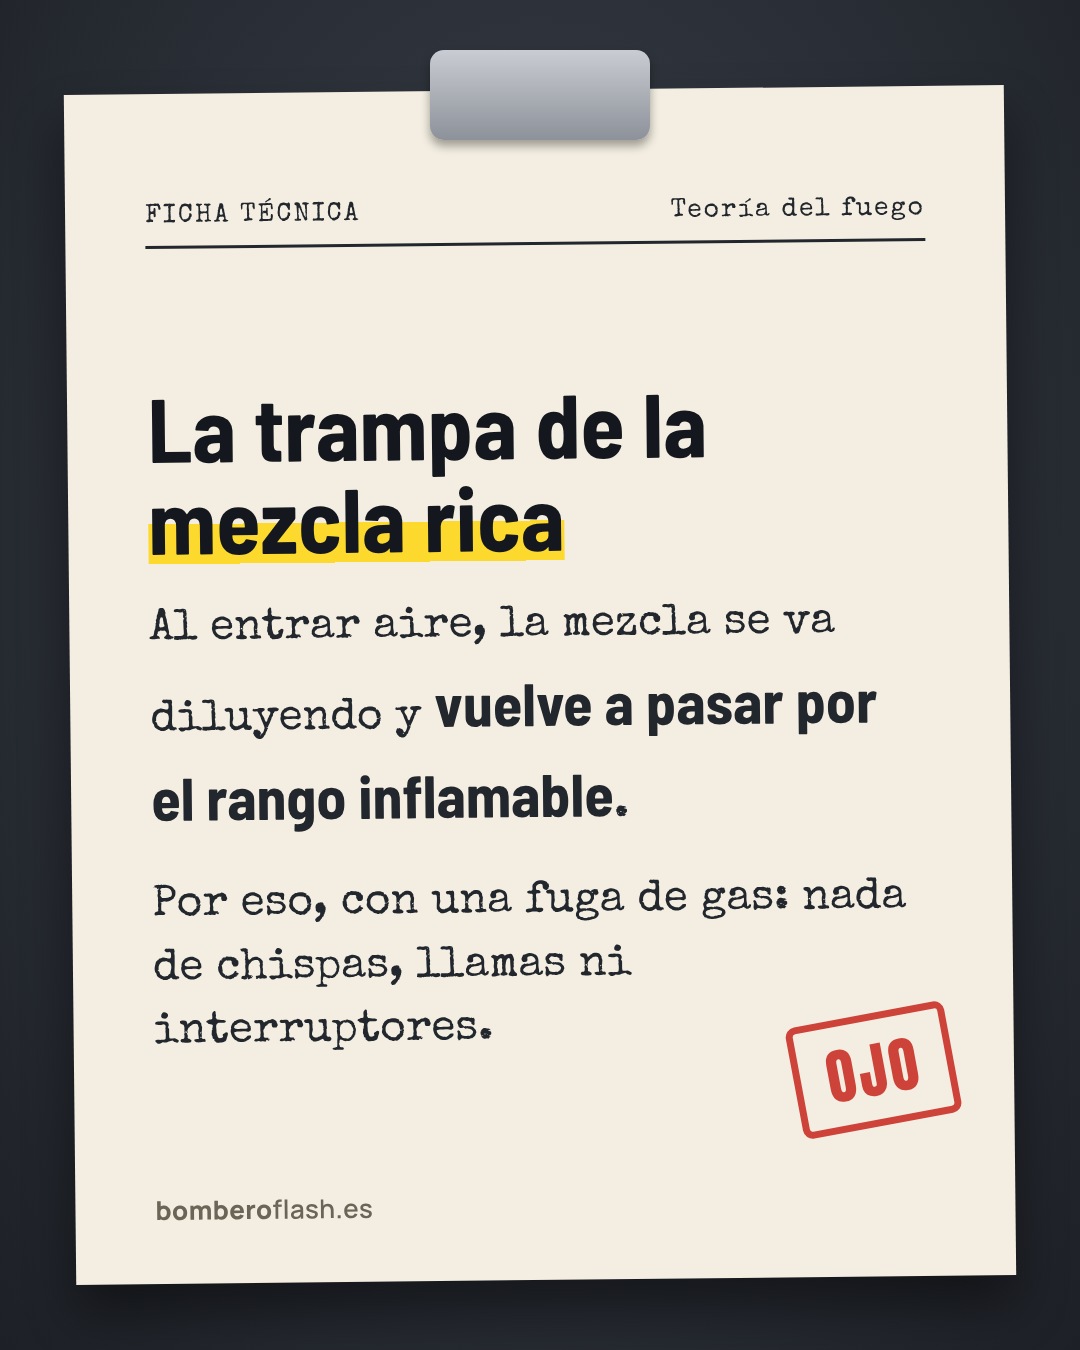 FICHA TÉCNICA
Teoría del fuego
La trampa de la
mezcla rica
Al entrar aire, la mezcla se va
diluyendo y vuelve a pasar por
el rango inflamable.
Por eso, con una fuga de gas: nada
de chispas, llamas ni
interruptores.
OJO
bomberoflash.es